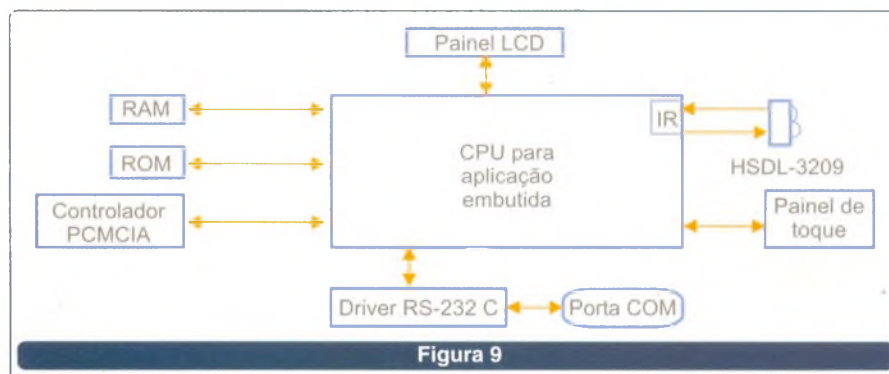 Painel LCD
RAM
IR
ROM
CPU para
aplicação
embutida
HSDL-3209
Controlador
PCMCIA
Painel de
toque
Driver RS-232 C
Porta COM
Figura 9